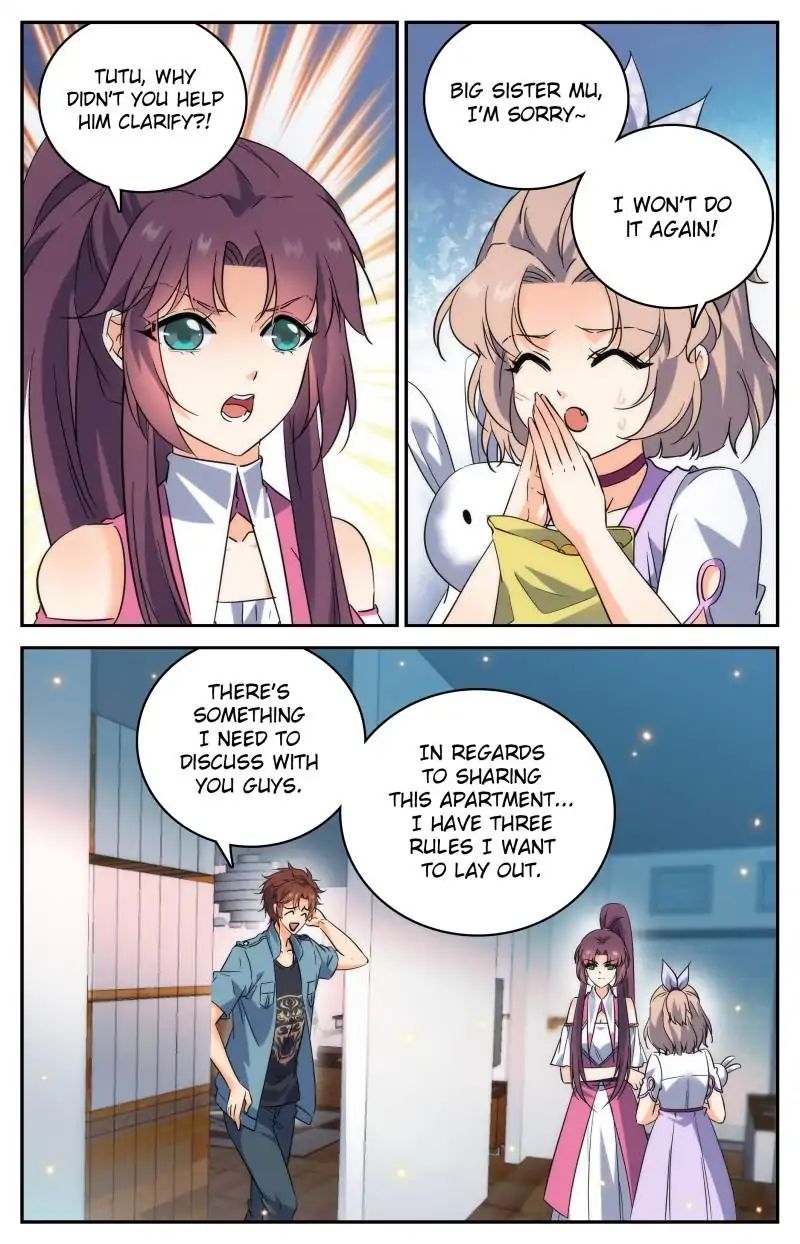 TUTU, WHY
DIDN'T YOU HELP
HIM CLARIFY?!
BIG SISTER MU,
I'M SORRY~
I WON'T DO
IT AGAIN!
THERE'S
SOMETHING
I NEED TO
DISCUSS WITH
YOU GUYS.
IN REGARDS
TO SHARING
THIS APARTMENT...
I HAVE THREE
RULES I WANT
TO LAY OUT.